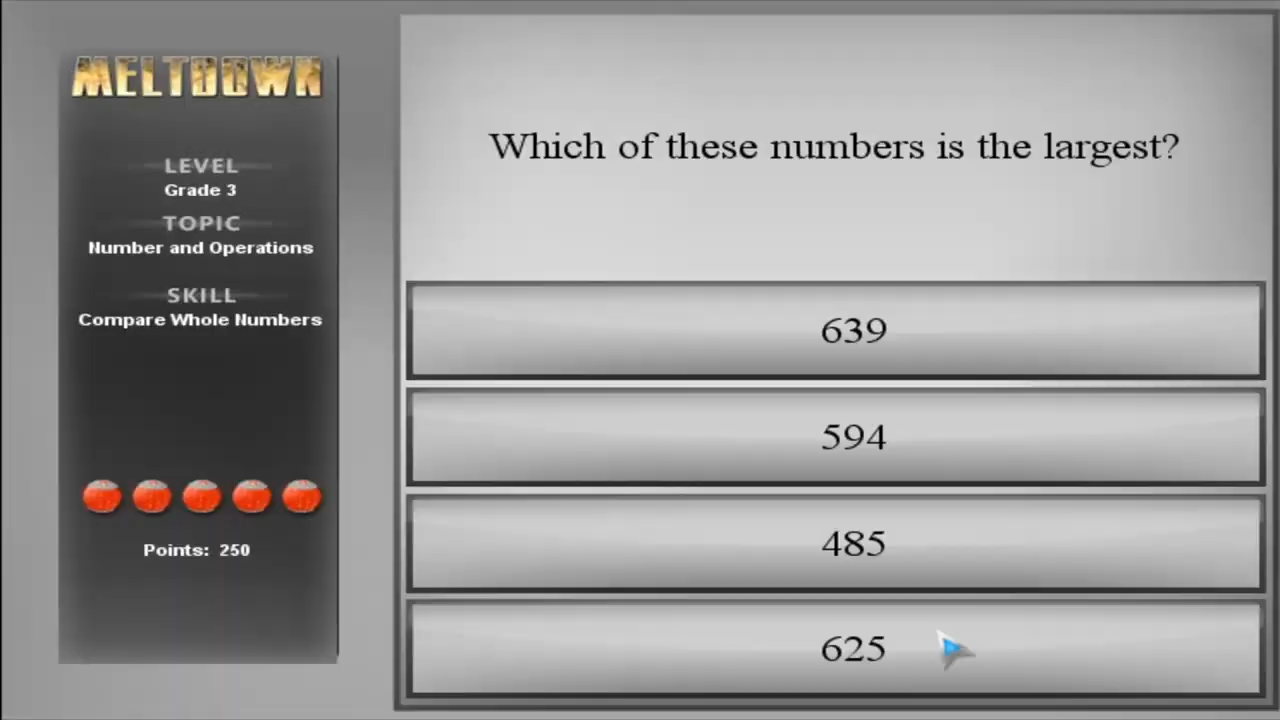 MELTDOWN
LEVEL
Grade 3
TOPIC
Number and Operations
SKILL
Compare Whole Numbers
Points: 250
Which of these numbers is the largest?
639
594
485
625